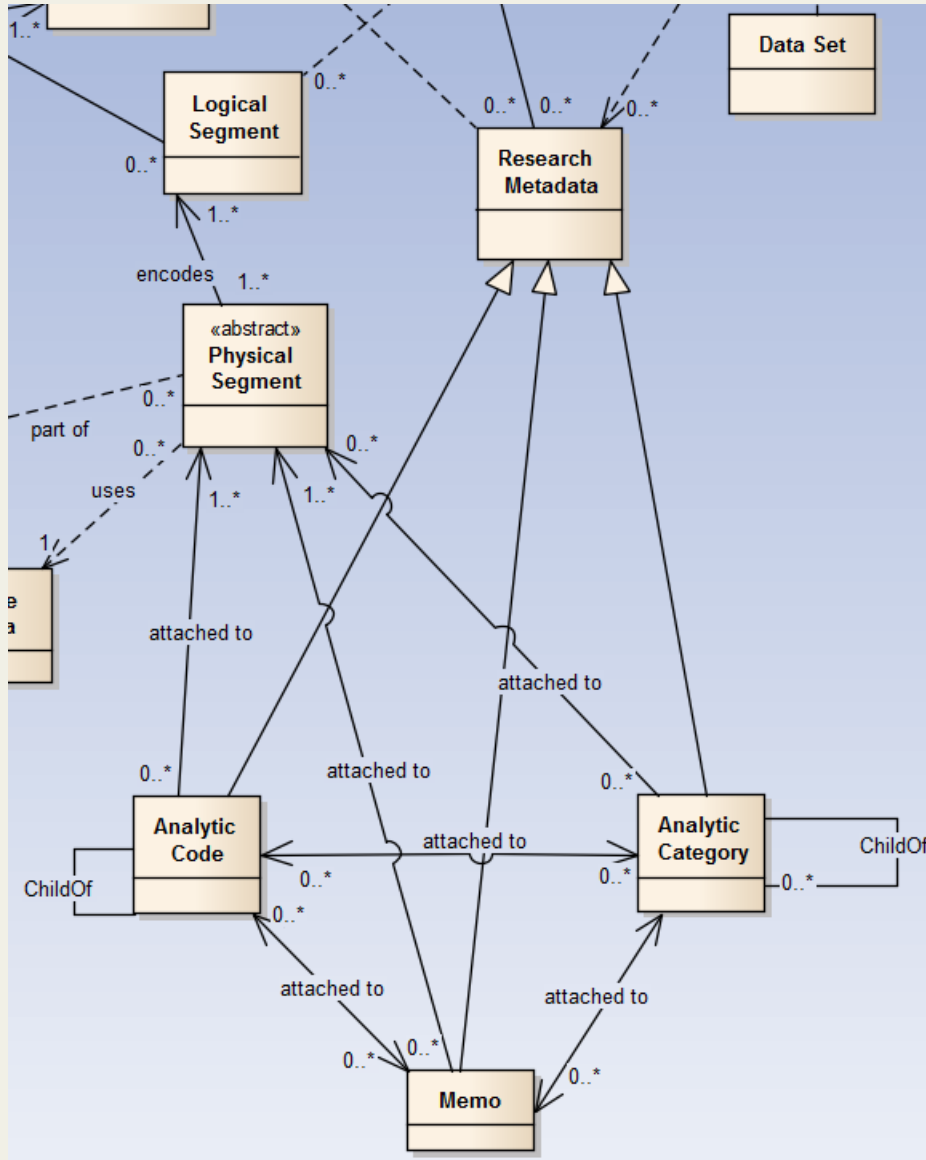 1..*
Data Set
0..*
Logical
Segment
0..*
0..*
0..*
Research
Metadata
0..*
1..*
encodes
1..*
«abstract»
Physical
Segment
0..*
part of
0..*
0..*
uses
1..*
1..*
1
e
a
attached to
attached to
attached to
0..*
0..*
Analytic
Code
attached to
Analytic
Category
ChildOf
0..*
0..*
ChildOf
0..*
0..*
attached to
attached to
0..*
0..*
0..*
Memo